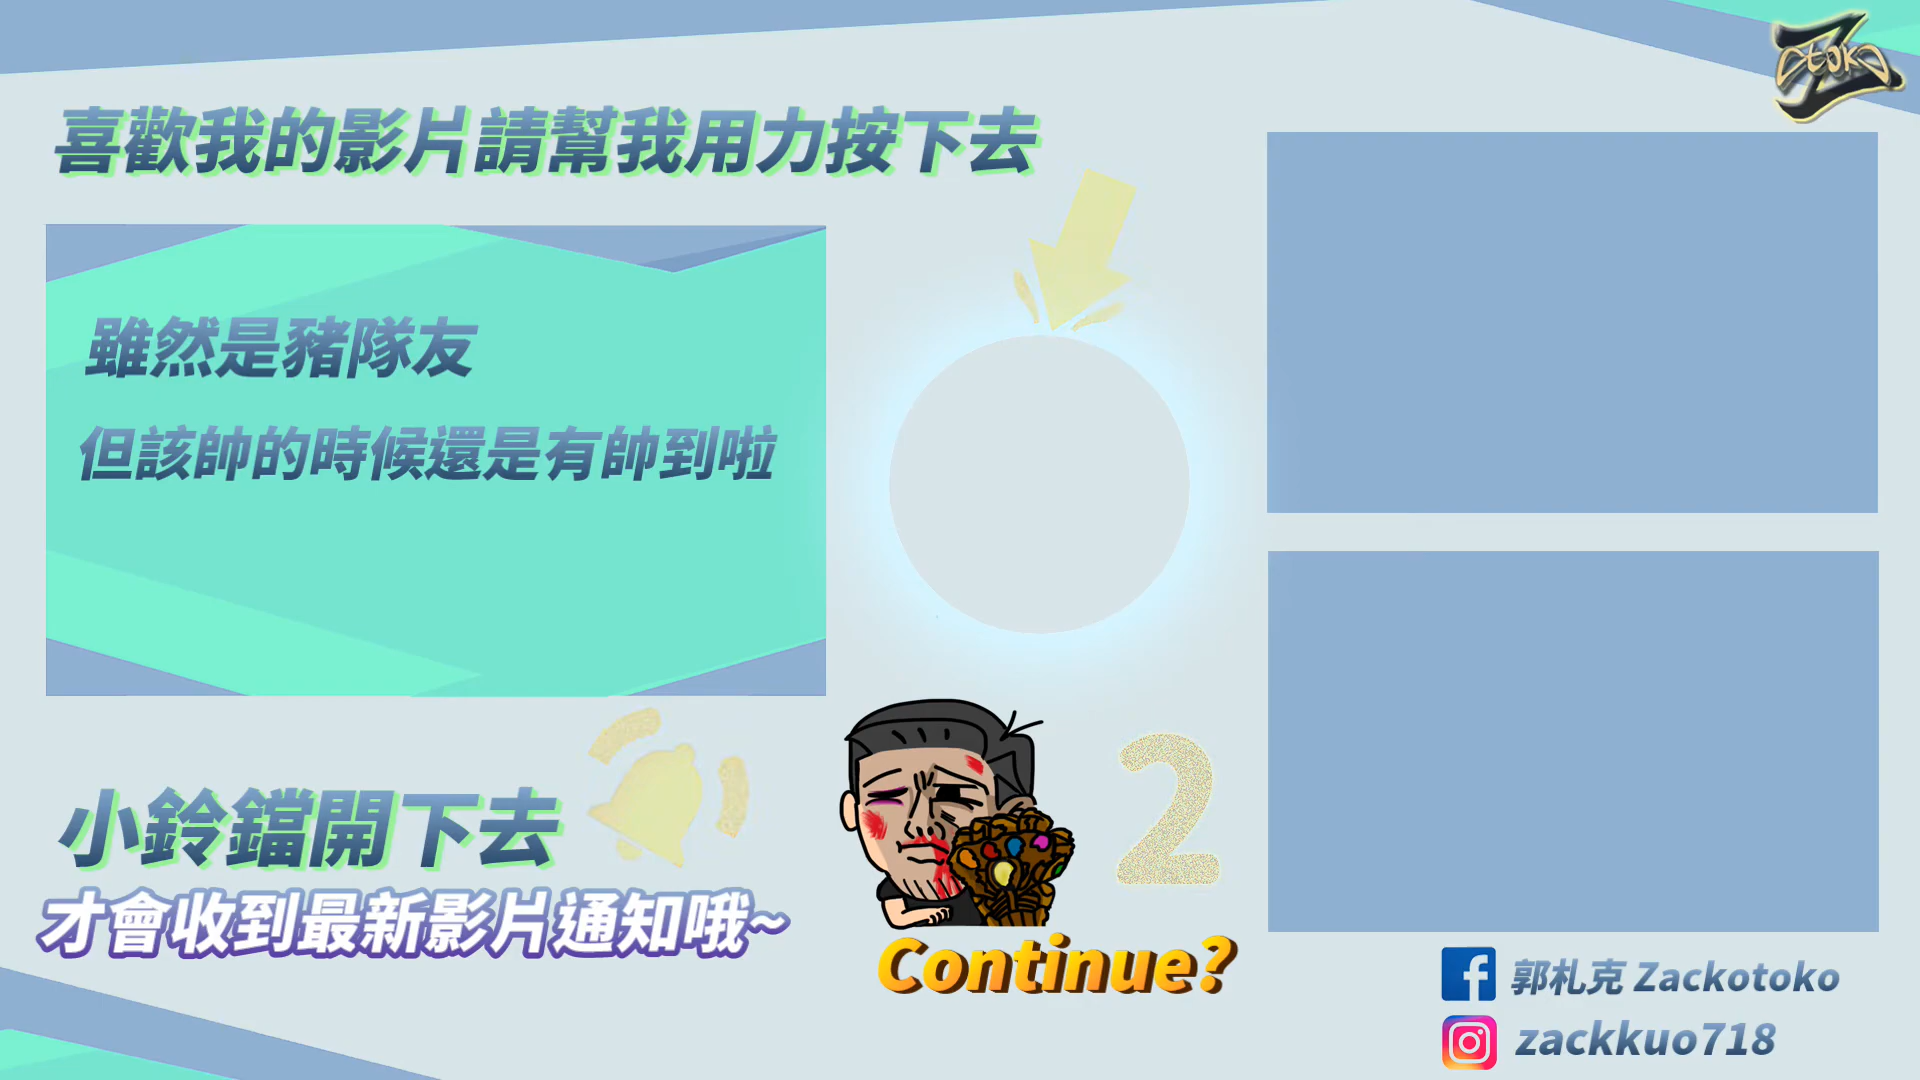 Zotoko
喜歡我的影片請幫我用力按下去
雖然是豬隊友
但該帥的時候還是有帥到啦
小鈴鐺開下去
才會收到最新影片通知哦~
2
Continue?
郭札克 Zackotoko
zackkuo718